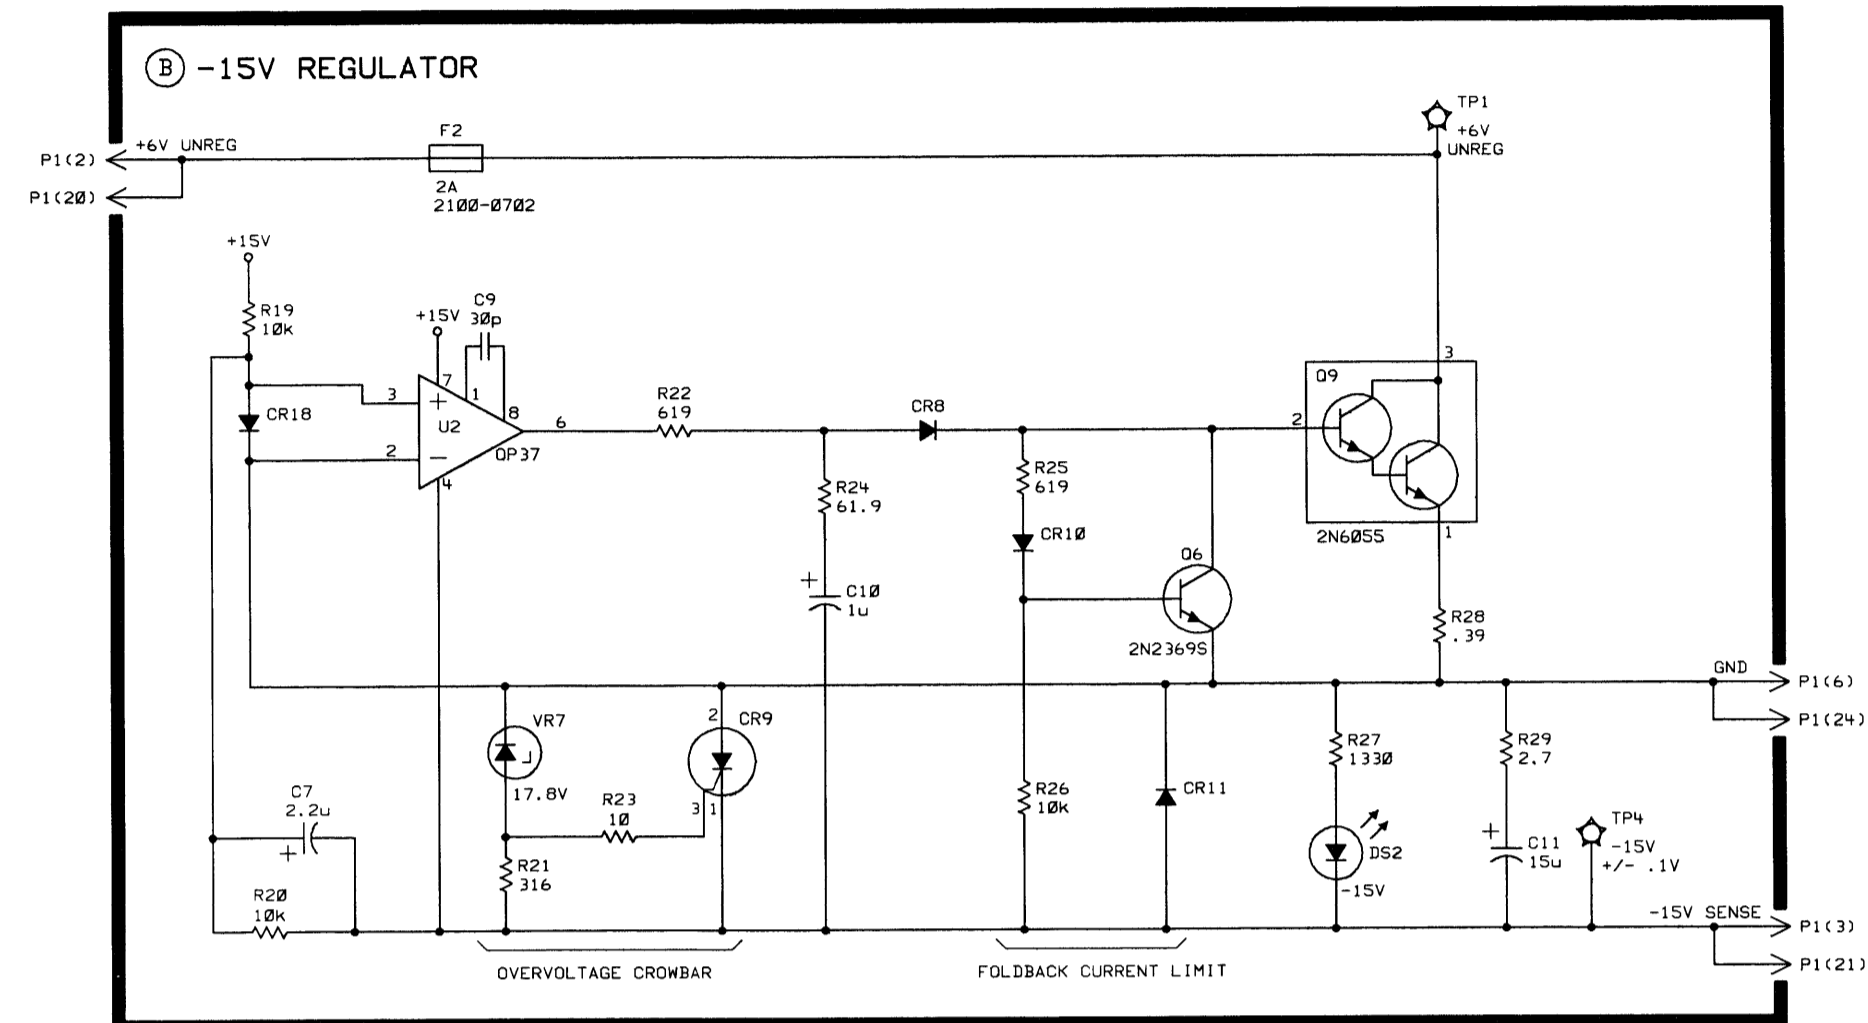 B -15V REGULATOR
TP1
+6V
UNREG
F2
2A
2100-0702
+6V UNREG
P1(2)
P1(20)
+15V
R19
10k
CR18
+15V
C9
30p
7
1
8
3
+
U2
2
−
4
OP37
6
R22
619
CR8
R24
61.9
+
C10
1u
R25
619
CR10
Q6
2N2369S
Q9
3
2
2N6055
1
R28
.39
GND
P1(6)
P1(24)
VR7
17.8V
2
CR9
3
1
R23
10
R21
316
C7
2.2u
+
R20
10k
R26
10k
CR11
R27
1330
DS2
-15V
R29
2.7
+
C11
15u
TP4
-15V
+/- .1V
-15V SENSE
P1(3)
P1(21)
OVERVOLTAGE CROWBAR
FOLDBACK CURRENT LIMIT